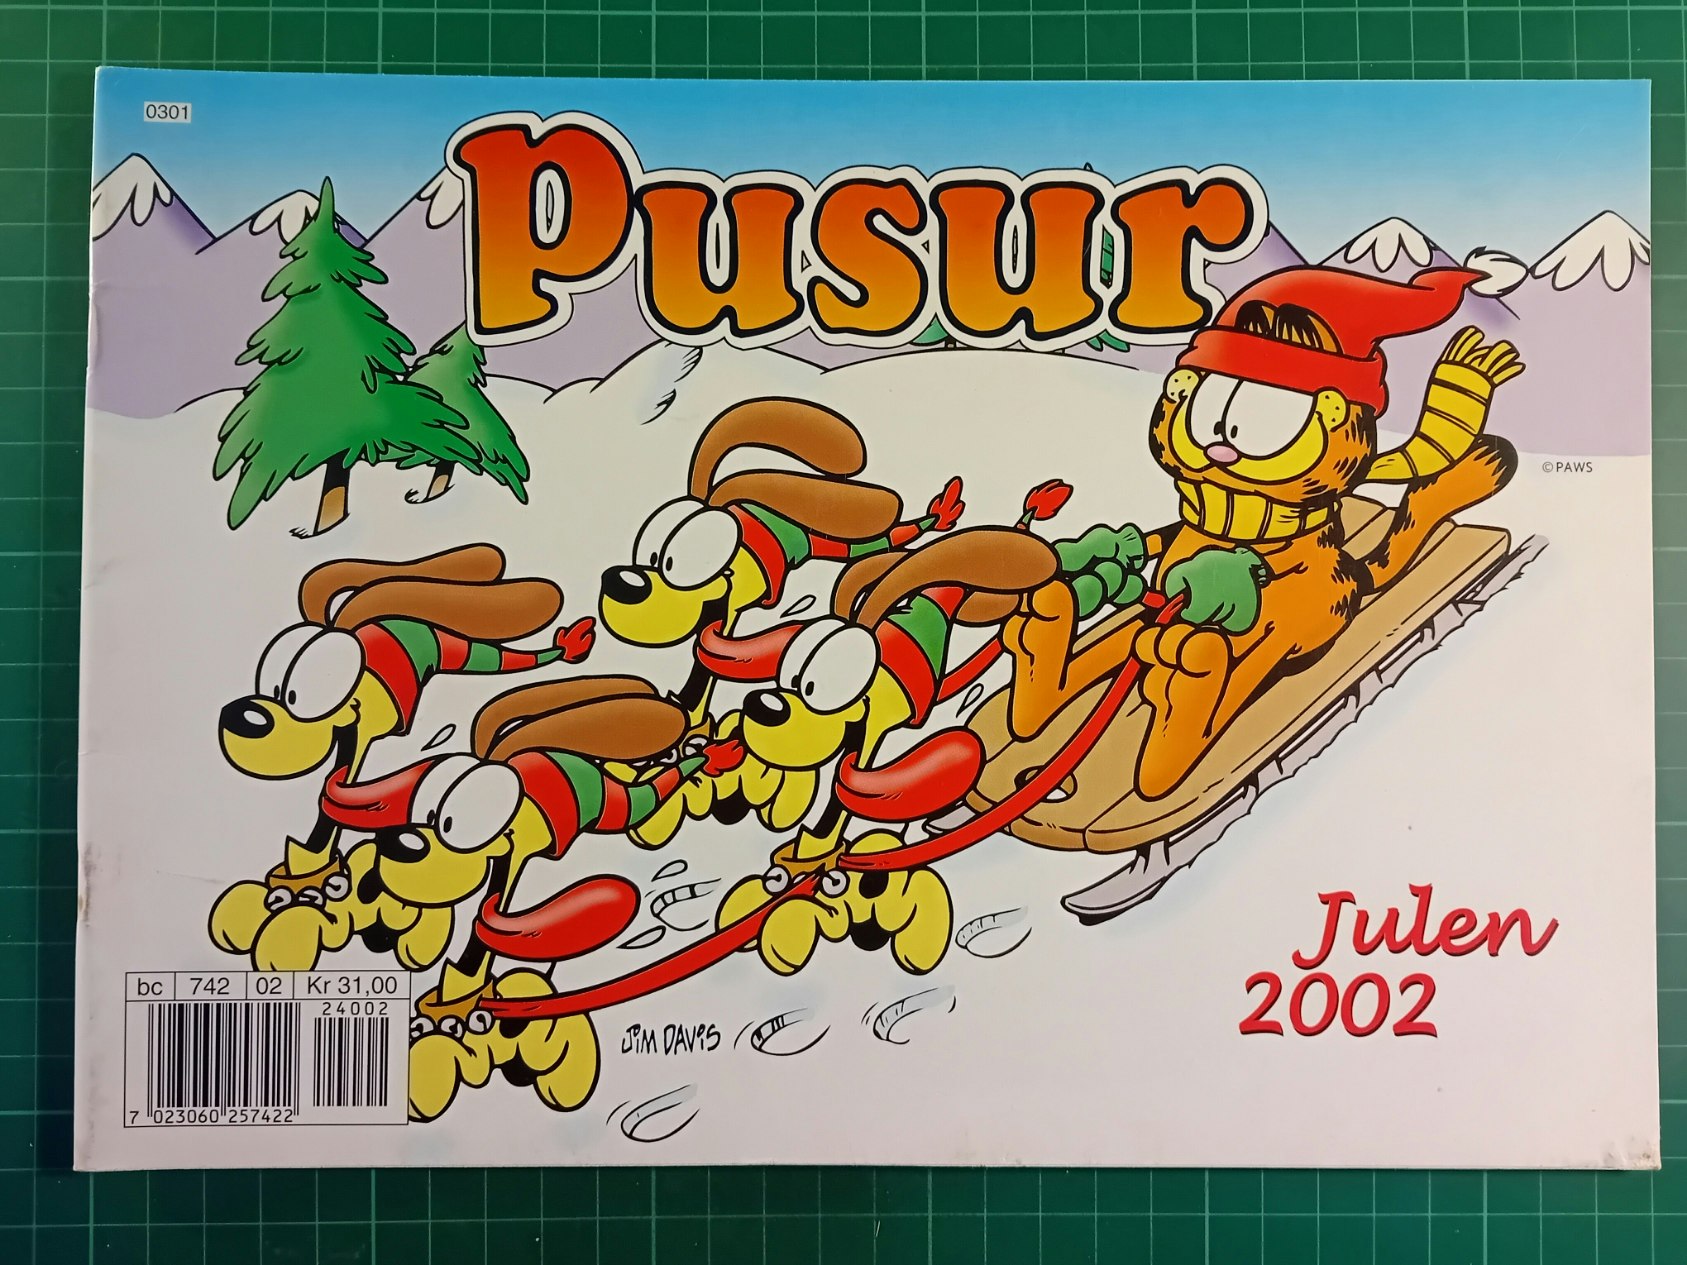 0301
Pusur
©PAWS
Julen
2002
bc 742 02 Kr 31,00
24002
7 023060 257422
JIM DAVIS